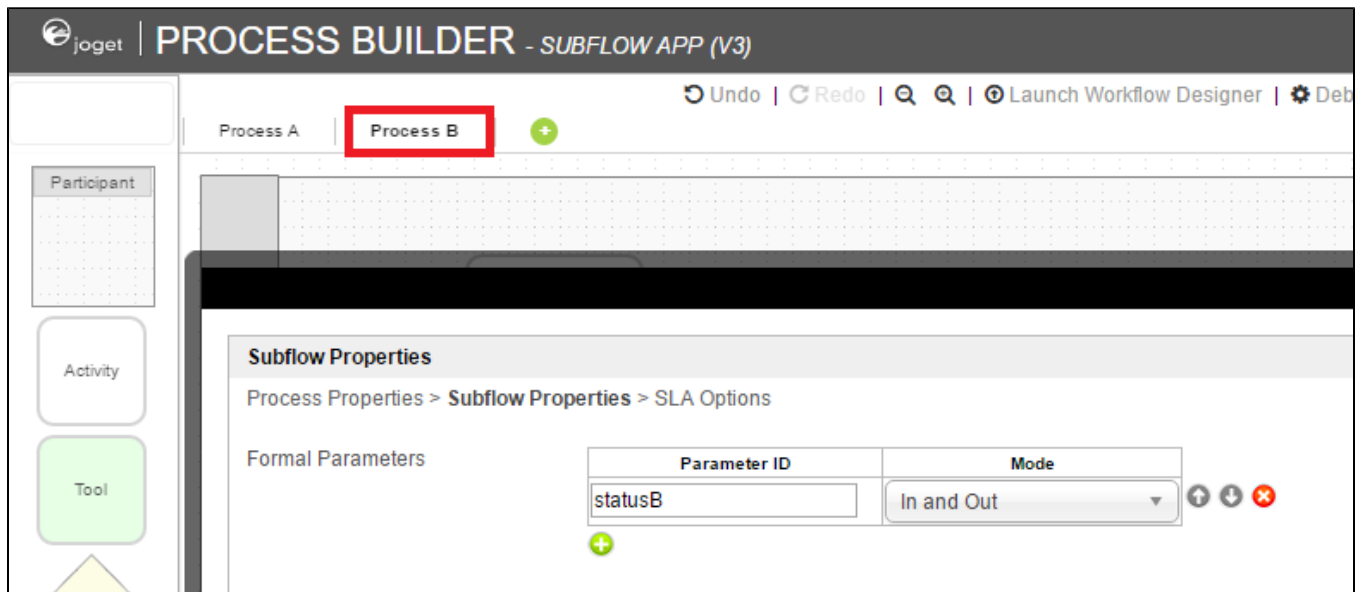 joget | PROCESS BUILDER - SUBFLOW APP (V3)
Undo | Redo | | Launch Workflow Designer | Deb
Process A Process B
Participant
Activity
Tool
Subflow Properties
Process Properties > Subflow Properties > SLA Options
Formal Parameters
Parameter ID Mode
statusB In and Out